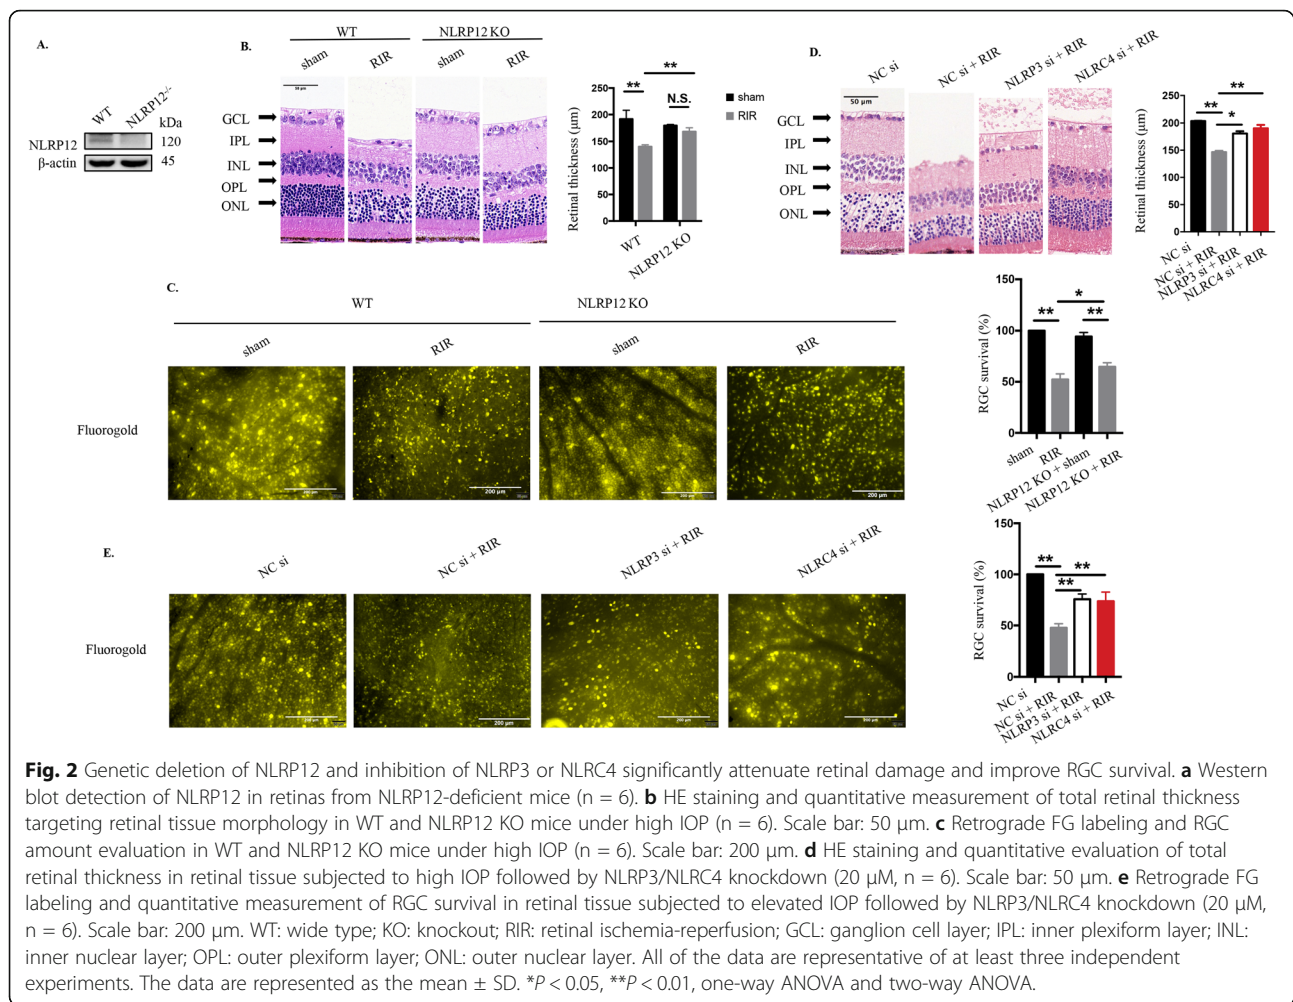 A.
WT
NLRP12-/-
kDa
NLRP12
120
β-actin
45
B.
WT
NLRP12 KO
sham
RIR
sham
RIR
50 μm
GCL
IPL
INL
OPL
ONL
Retinal thickness (μm)
250
200
150
100
50
0
**
**
N.S.
WT
NLRP12 KO
sham
RIR
D.
NC si
NC si + RIR
NLRP3 si + RIR
NLRC4 si + RIR
50 μm
GCL
IPL
INL
OPL
ONL
Retinal thickness (μm)
250
200
150
100
50
0
**
**
*
NC si
NC si + RIR
NLRP3 si + RIR
NLRC4 si + RIR
C.
WT
NLRP12 KO
sham
RIR
sham
RIR
Fluorogold
200 μm
200 μm
200 μm
200 μm
RGC survival (%)
150
100
50
0
*
**
**
sham
RIR
NLRP12 KO + sham
NLRP12 KO + RIR
E.
NC si
NC si + RIR
NLRP3 si + RIR
NLRC4 si + RIR
Fluorogold
200 μm
200 μm
200 μm
RGC survival (%)
150
100
50
0
**
**
**
NC si
NC si + RIR
NLRP3 si + RIR
NLRC4 si + RIR
Fig. 2 Genetic deletion of NLRP12 and inhibition of NLRP3 or NLRC4 significantly attenuate retinal damage and improve RGC survival. a Western
blot detection of NLRP12 in retinas from NLRP12-deficient mice (n = 6). b HE staining and quantitative measurement of total retinal thickness
targeting retinal tissue morphology in WT and NLRP12 KO mice under high IOP (n = 6). Scale bar: 50 μm. c Retrograde FG labeling and RGC
amount evaluation in WT and NLRP12 KO mice under high IOP (n = 6). Scale bar: 200 μm. d HE staining and quantitative evaluation of total
retinal thickness in retinal tissue subjected to high IOP followed by NLRP3/NLRC4 knockdown (20 μM, n = 6). Scale bar: 50 μm. e Retrograde FG
labeling and quantitative measurement of RGC survival in retinal tissue subjected to elevated IOP followed by NLRP3/NLRC4 knockdown (20 μM,
n = 6). Scale bar: 200 μm. WT: wide type; KO: knockout; RIR: retinal ischemia-reperfusion; GCL: ganglion cell layer; IPL: inner plexiform layer; INL:
inner nuclear layer; OPL: outer plexiform layer; ONL: outer nuclear layer. All of the data are representative of at least three independent
experiments. The data are represented as the mean ± SD. *P < 0.05, **P < 0.01, one-way ANOVA and two-way ANOVA.